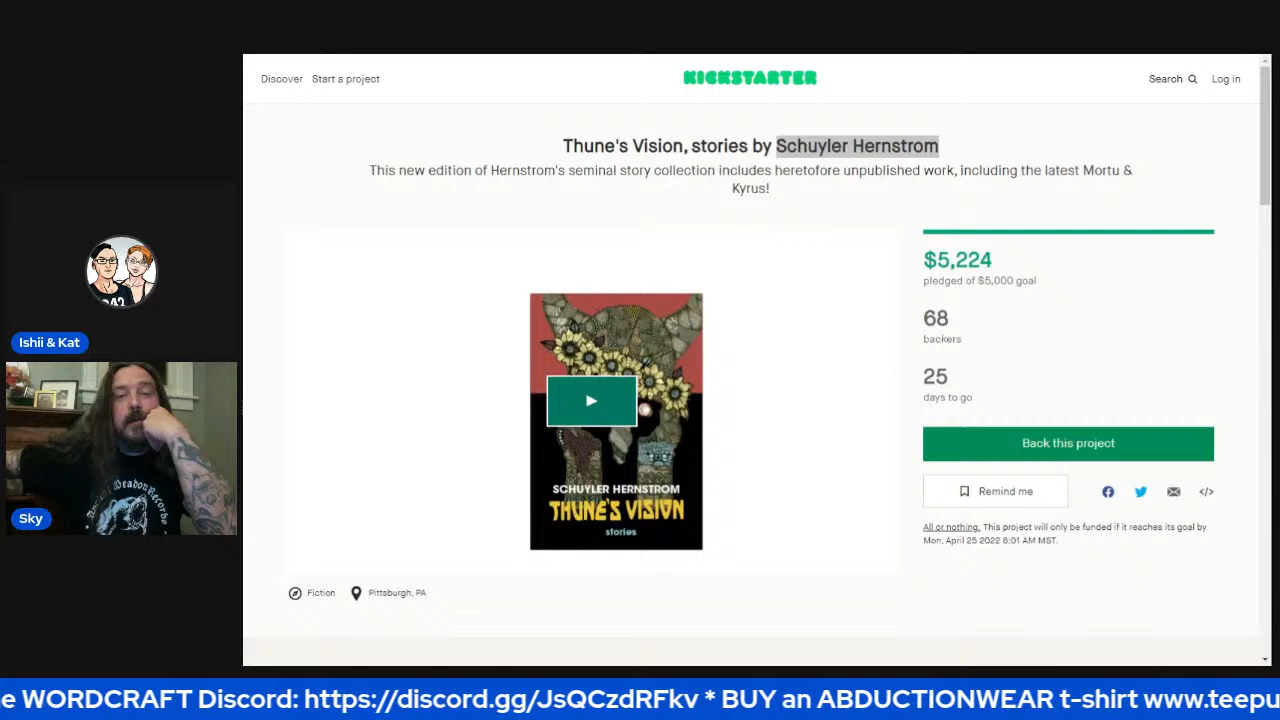 Discover Start a project
KICKSTARTER
Search
Log in
Thune's Vision, stories by Schuyler Hernstrom
This new edition of Hernstrom's seminal story collection includes heretofore unpublished work, including the latest Mortu &
Kyrus!
$5,224
pledged of $5,000 goal
68
backers
25
days to go
Back this project
Remind me
</>
All or nothing. This project will only be funded if it reaches its goal by
Mon, April 25 2022 8:01 AM MST.
SCHUYLER HERNSTROM
THUNE'S VISION
stories
Fiction
Pittsburgh, PA
Ishii & Kat
Sky
e WORDCRAFT Discord: https://discord.gg/JsQCzdRFkv * BUY an ABDUCTIONWEAR t-shirt www.teepu